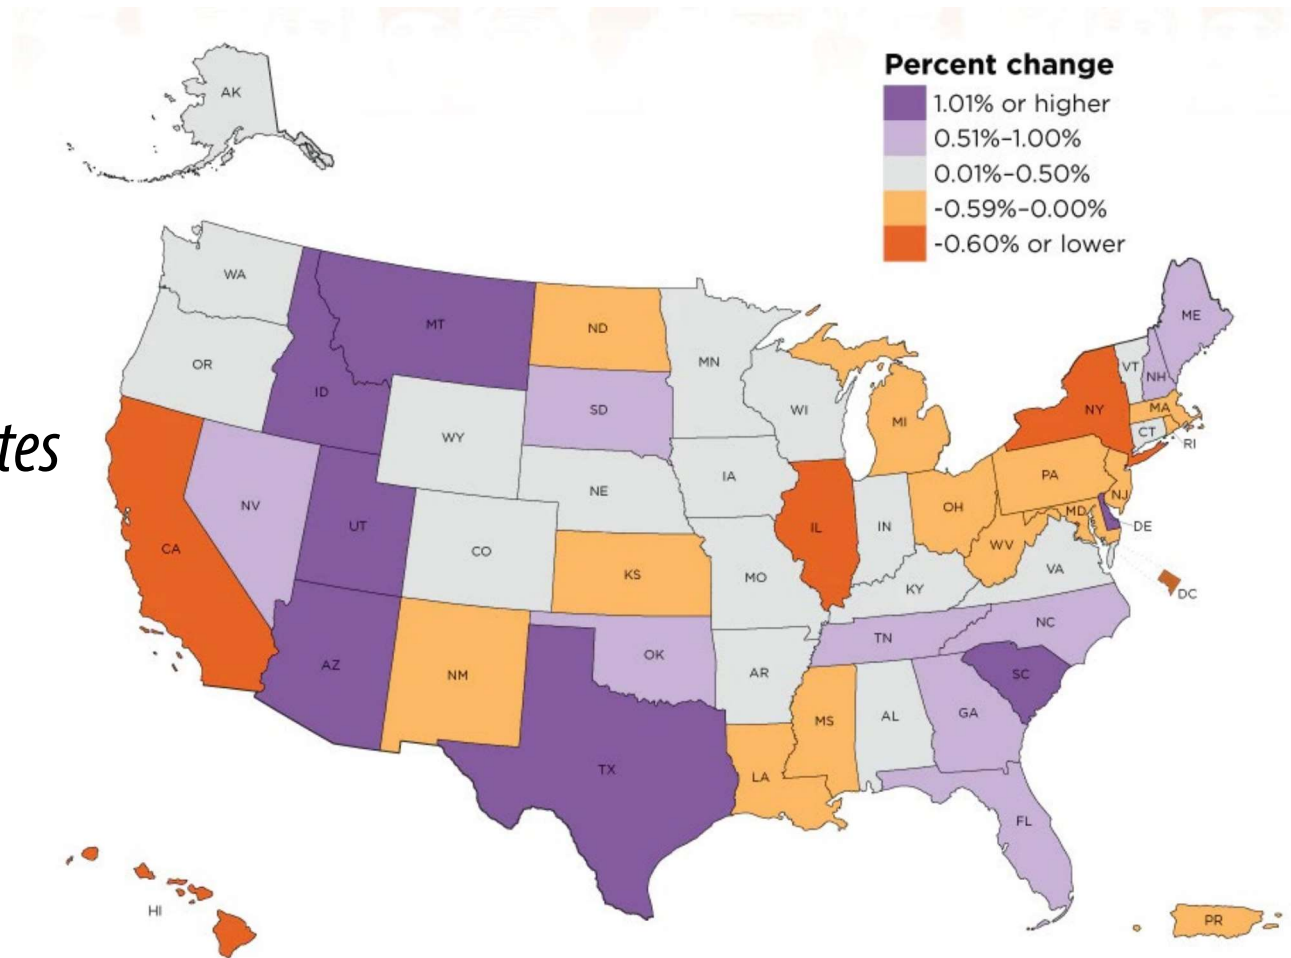 Percent change
1.01% or higher
0.51%–1.00%
0.01%–0.50%
-0.59%–0.00%
-0.60% or lower
AK
WA
MT
ND
MN
ME
OR
ID
SD
WI
MI
VT
NH
NY
MA
CT
RI
WY
IA
NE
PA
NJ
NV
UT
CO
IL
IN
OH
MD
DE
CA
KS
MO
WV
VA
DC
KY
NC
TN
AZ
NM
OK
AR
SC
MS
AL
GA
TX
LA
FL
HI
PR
tes